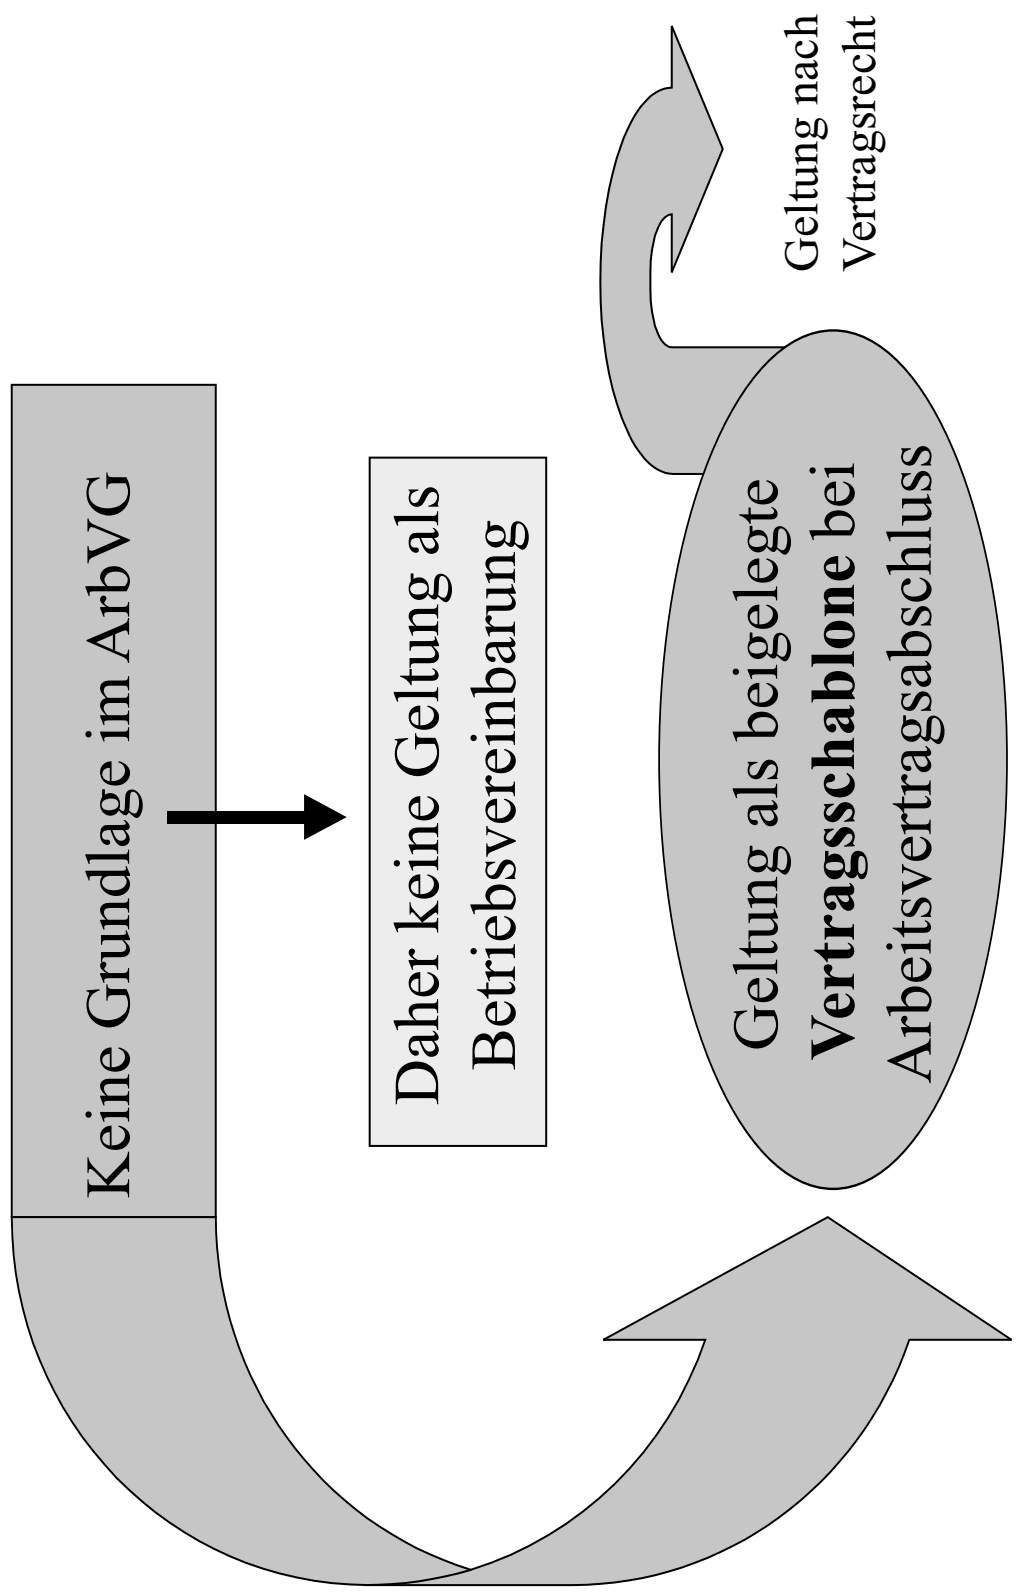 Keine Grundlage im ArbVG
Daher keine Geltung als
Betriebsvereinbarung
Geltung als beigelegte
Vertragsschablone bei
Arbeitsvertragsabschluss
Geltung nach
Vertragsrecht